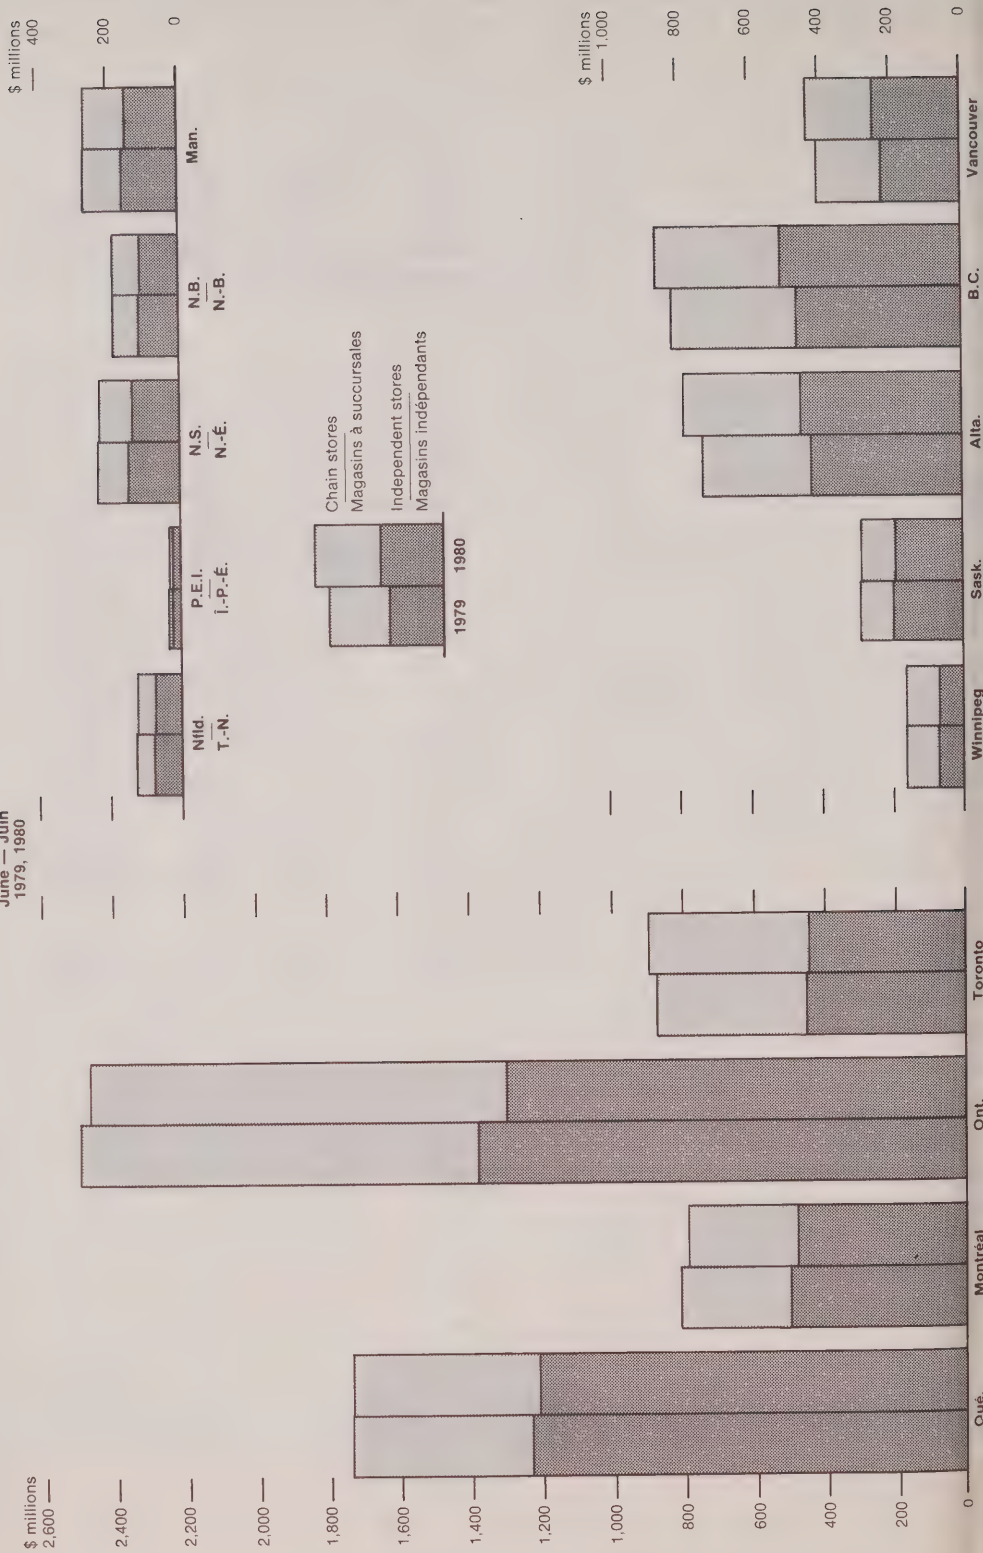 June — Juin
1979, 1980
$ millions
400
200
0
Nfld.
T.-N.
P.E.I.
Î.-P.-É.
N.S.
N.-É.
N.B.
N.-B.
Man.
Chain stores
Magasins à succursales
Independent stores
Magasins indépendants
1979
1980
$ millions
2,600
2,400
2,200
2,000
1,800
1,600
1,400
1,200
1,000
800
600
400
200
0
Qué.
Montréal
Ont.
Toronto
$ millions
1,000
800
600
400
200
0
Winnipeg
Sask.
Alta.
B.C.
Vancouver